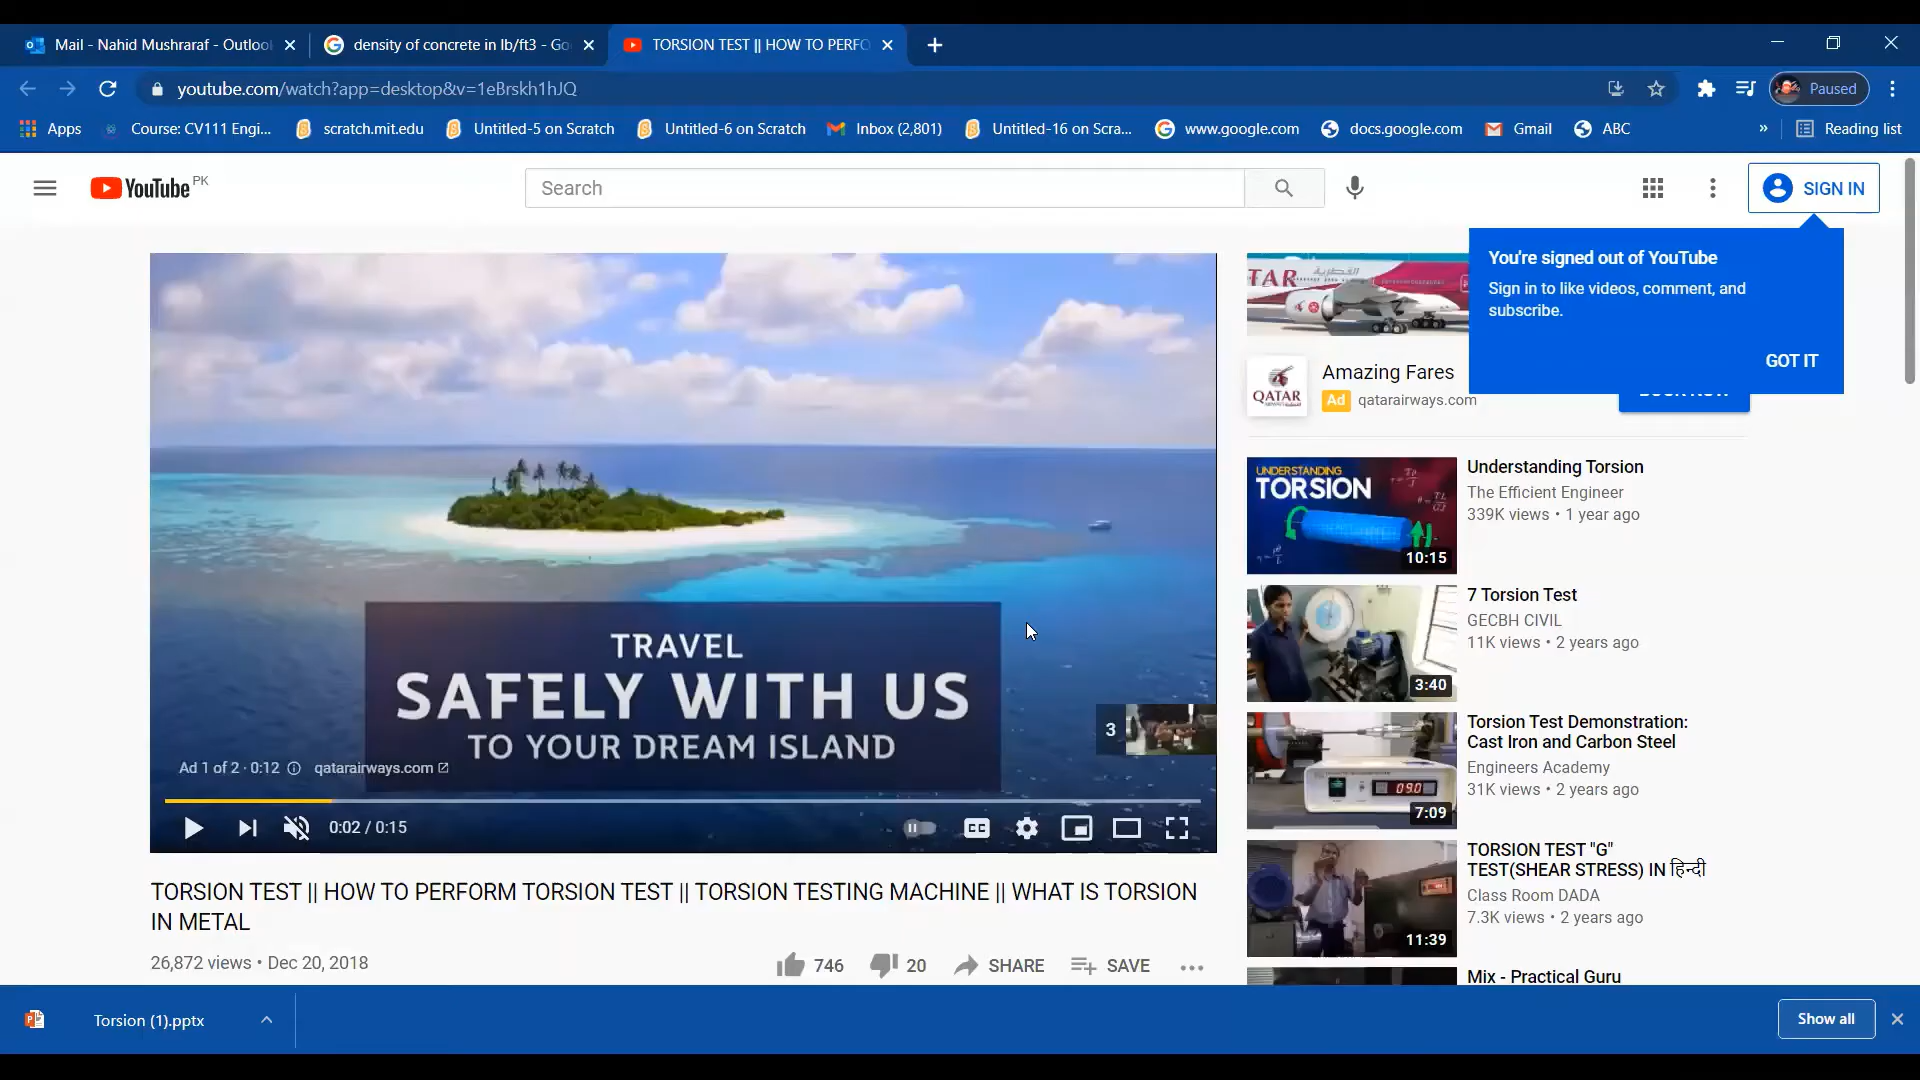 Mail - Nahid Mushraraf - Outloo
density of concrete in lb/ft3 - Go
TORSION TEST || HOW TO PERFO
youtube.com/watch?app=desktop&v=1eBrskh1hJQ
Paused
Apps
Course: CV111 Engi...
scratch.mit.edu
Untitled-5 on Scratch
Untitled-6 on Scratch
Inbox (2,801)
Untitled-16 on Scra...
www.google.com
docs.google.com
Gmail
ABC
»
Reading list
YouTube PK
Search
SIGN IN
You're signed out of YouTube
Sign in to like videos, comment, and
subscribe.
GOT IT
TAR القطرية
QATAR
Amazing Fares
Ad qatarairways.com
BOOK NOW
TRAVEL
SAFELY WITH US
TO YOUR DREAM ISLAND
3
Ad 1 of 2 · 0:12 qatarairways.com
0:02 / 0:15
CC
UNDERSTANDING
TORSION
10:15
Understanding Torsion
The Efficient Engineer
339K views • 1 year ago
3:40
7 Torsion Test
GECBH CIVIL
11K views • 2 years ago
090
7:09
Torsion Test Demonstration:
Cast Iron and Carbon Steel
Engineers Academy
31K views • 2 years ago
11:39
TORSION TEST "G"
TEST(SHEAR STRESS) IN हिन्दी
Class Room DADA
7.3K views • 2 years ago
Mix - Practical Guru
TORSION TEST || HOW TO PERFORM TORSION TEST || TORSION TESTING MACHINE || WHAT IS TORSION
IN METAL
26,872 views • Dec 20, 2018
746
20
SHARE
SAVE
Torsion (1).pptx
Show all